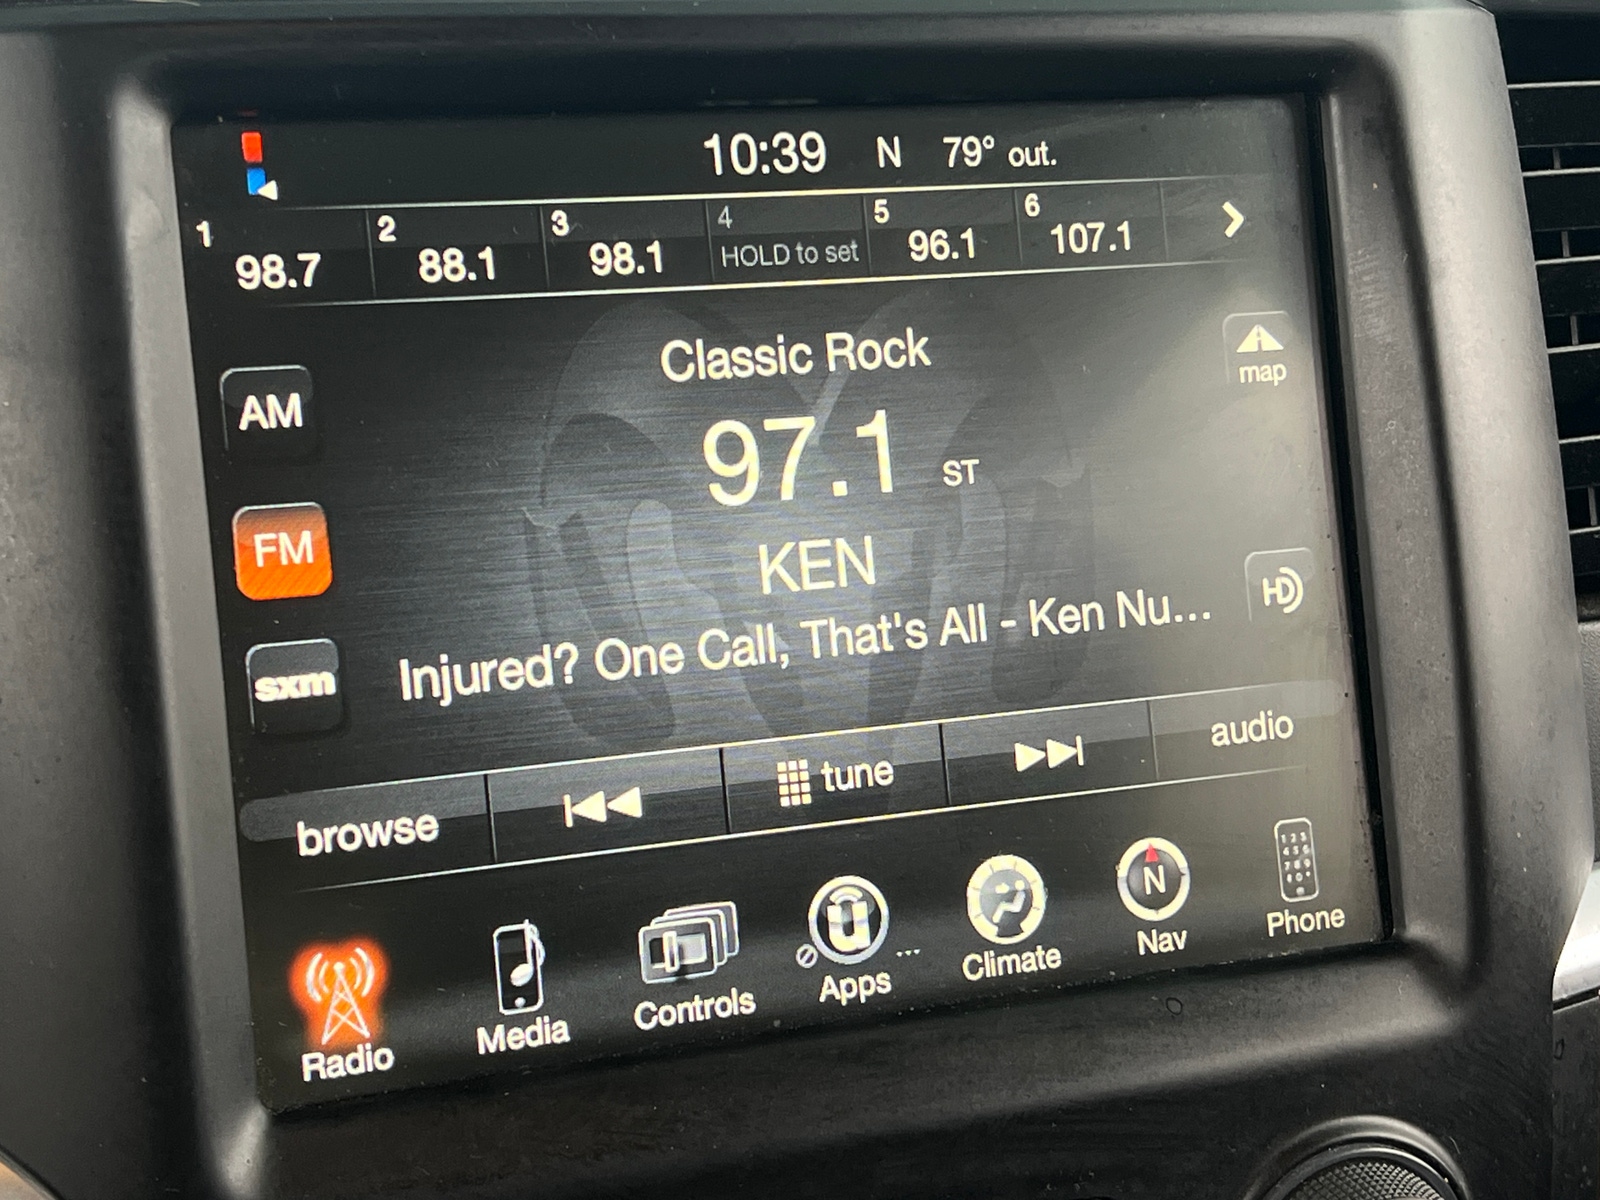 10:39 N 79° out.
1 98.7 2 88.1 3 98.1 4 HOLD to set 5 96.1 6 107.1
Classic Rock
map
AM
97.1 ST
FM
KEN
HD
Injured? One Call, That's All - Ken Nu...
sxm
browse tune audio
Radio Media Controls Apps ... Climate N Nav Phone